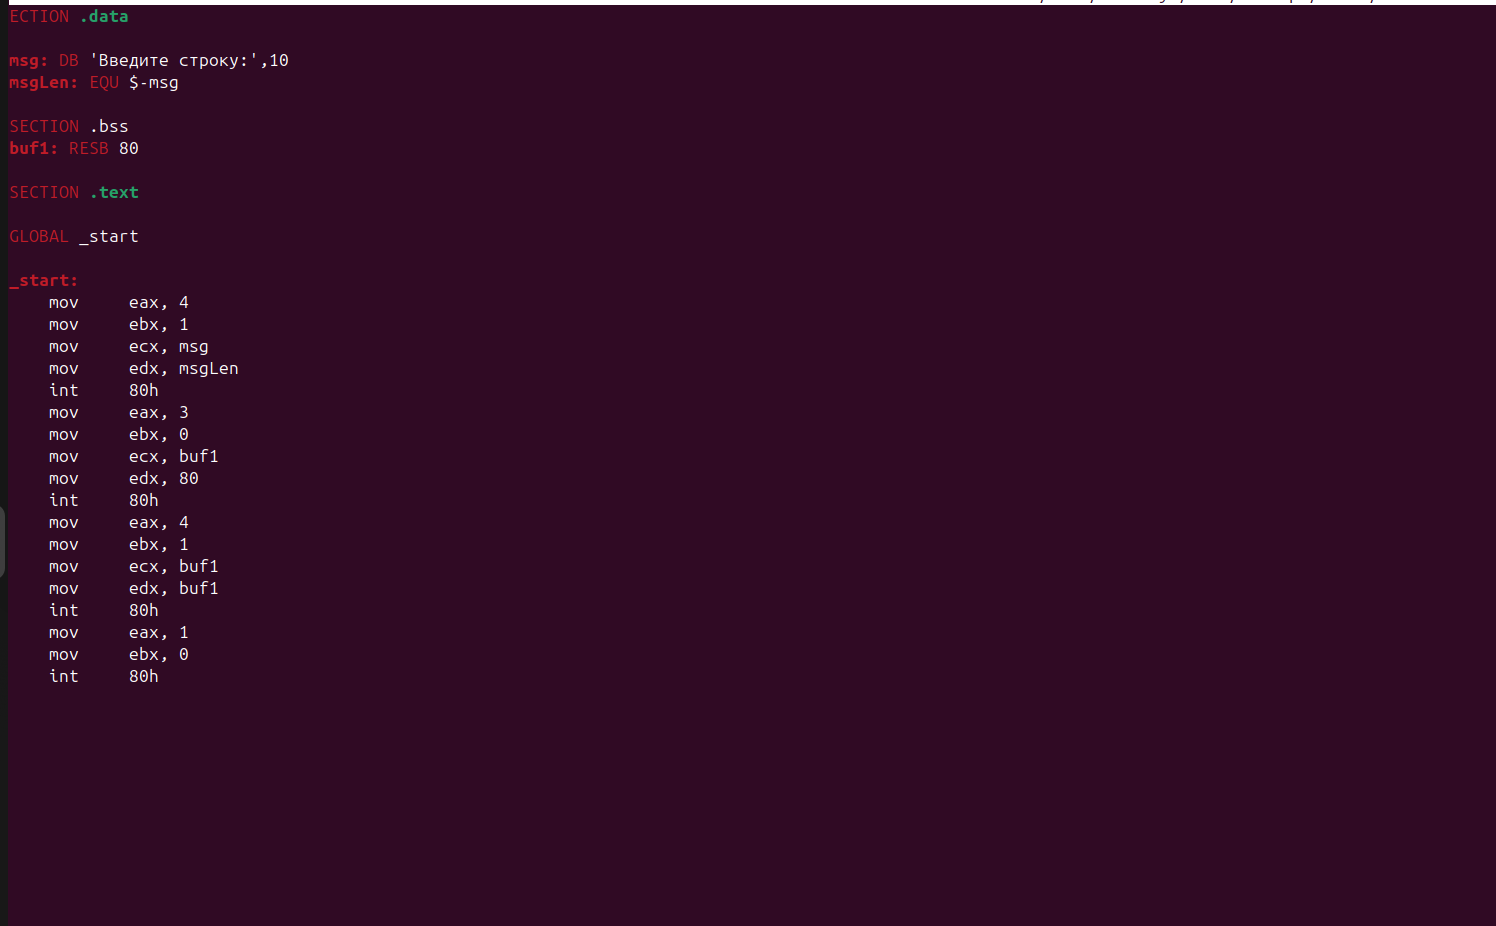 ECTION .data
msg: DB 'Введите строку:',10
msgLen: EQU $-msg
SECTION .bss
buf1: RESB 80
SECTION .text
GLOBAL _start
_start:
mov eax, 4
mov ebx, 1
mov ecx, msg
mov edx, msgLen
int 80h
mov eax, 3
mov ebx, 0
mov ecx, buf1
mov edx, 80
int 80h
mov eax, 4
mov ebx, 1
mov ecx, buf1
mov edx, buf1
int 80h
mov eax, 1
mov ebx, 0
int 80h